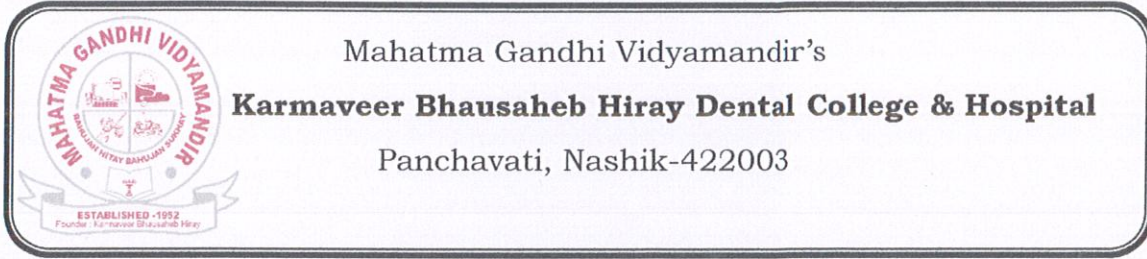 MAHATMA GANDHI VIDYAMANDIR
BAHUJAN HITAY BAHUJAN SUKHAY
ESTABLISHED -1952
Founder : Karmaveer Bhausaheb Hiray
Mahatma Gandhi Vidyamandir's
Karmaveer Bhausaheb Hiray Dental College & Hospital
Panchavati, Nashik-422003